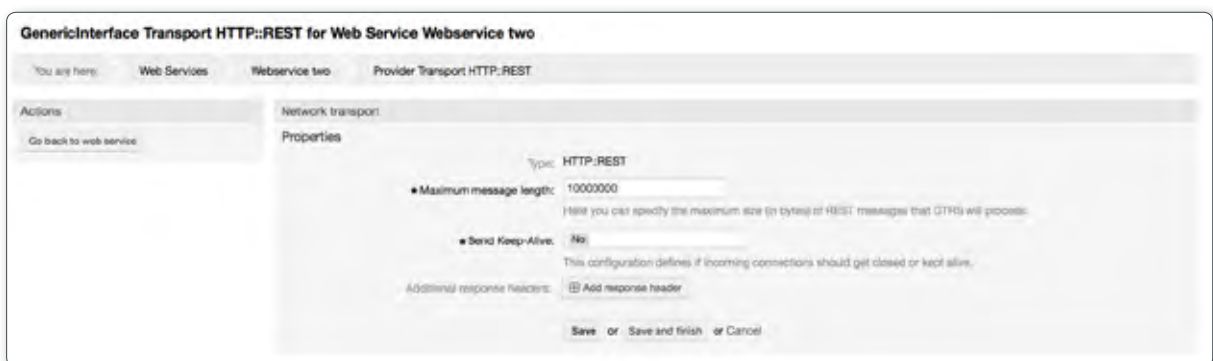 GenericInterface Transport HTTP::REST for Web Service Webservice two
You are here: Web Services Webservice two Provider Transport HTTP::REST
Actions
Go back to web service
Network transport
Properties
Type: HTTP::REST
★ Maximum message length: 10000000
Here you can specify the maximum size (in bytes) of REST messages that OTRS will process.
★ Send Keep-Alive: No
This configuration defines if incoming connections should get closed or kept alive.
Additional response headers: Add response header
Save or Save and finish or Cancel